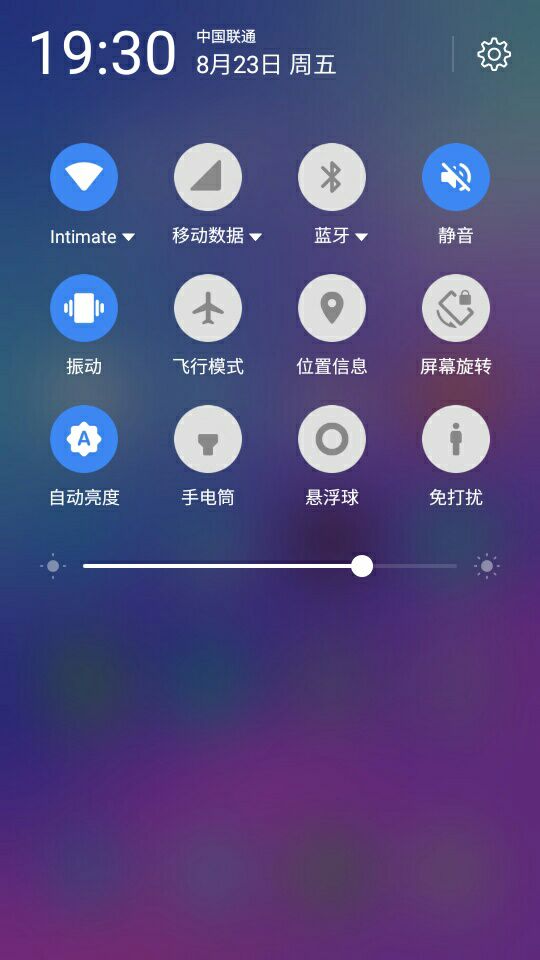 19:30
中国联通
8月23日 周五
Intimate
移动数据
蓝牙
静音
振动
飞行模式
位置信息
屏幕旋转
A
自动亮度
手电筒
悬浮球
免打扰